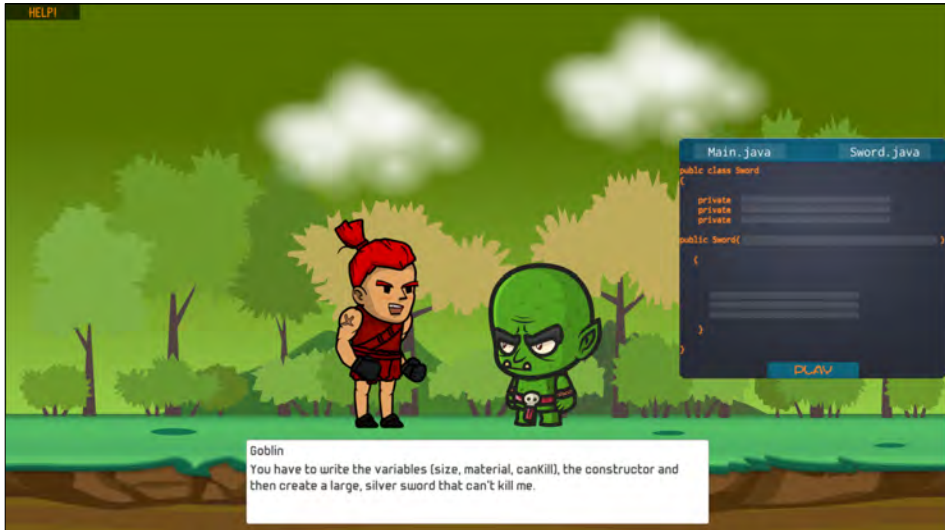 HELP!
Main.java Sword.java
public class Sword
{
private
private
private
public Sword( )
{
}
}
PLAY
Goblin
You have to write the variables (size, material, canKill), the constructor and
then create a large, silver sword that can't kill me.